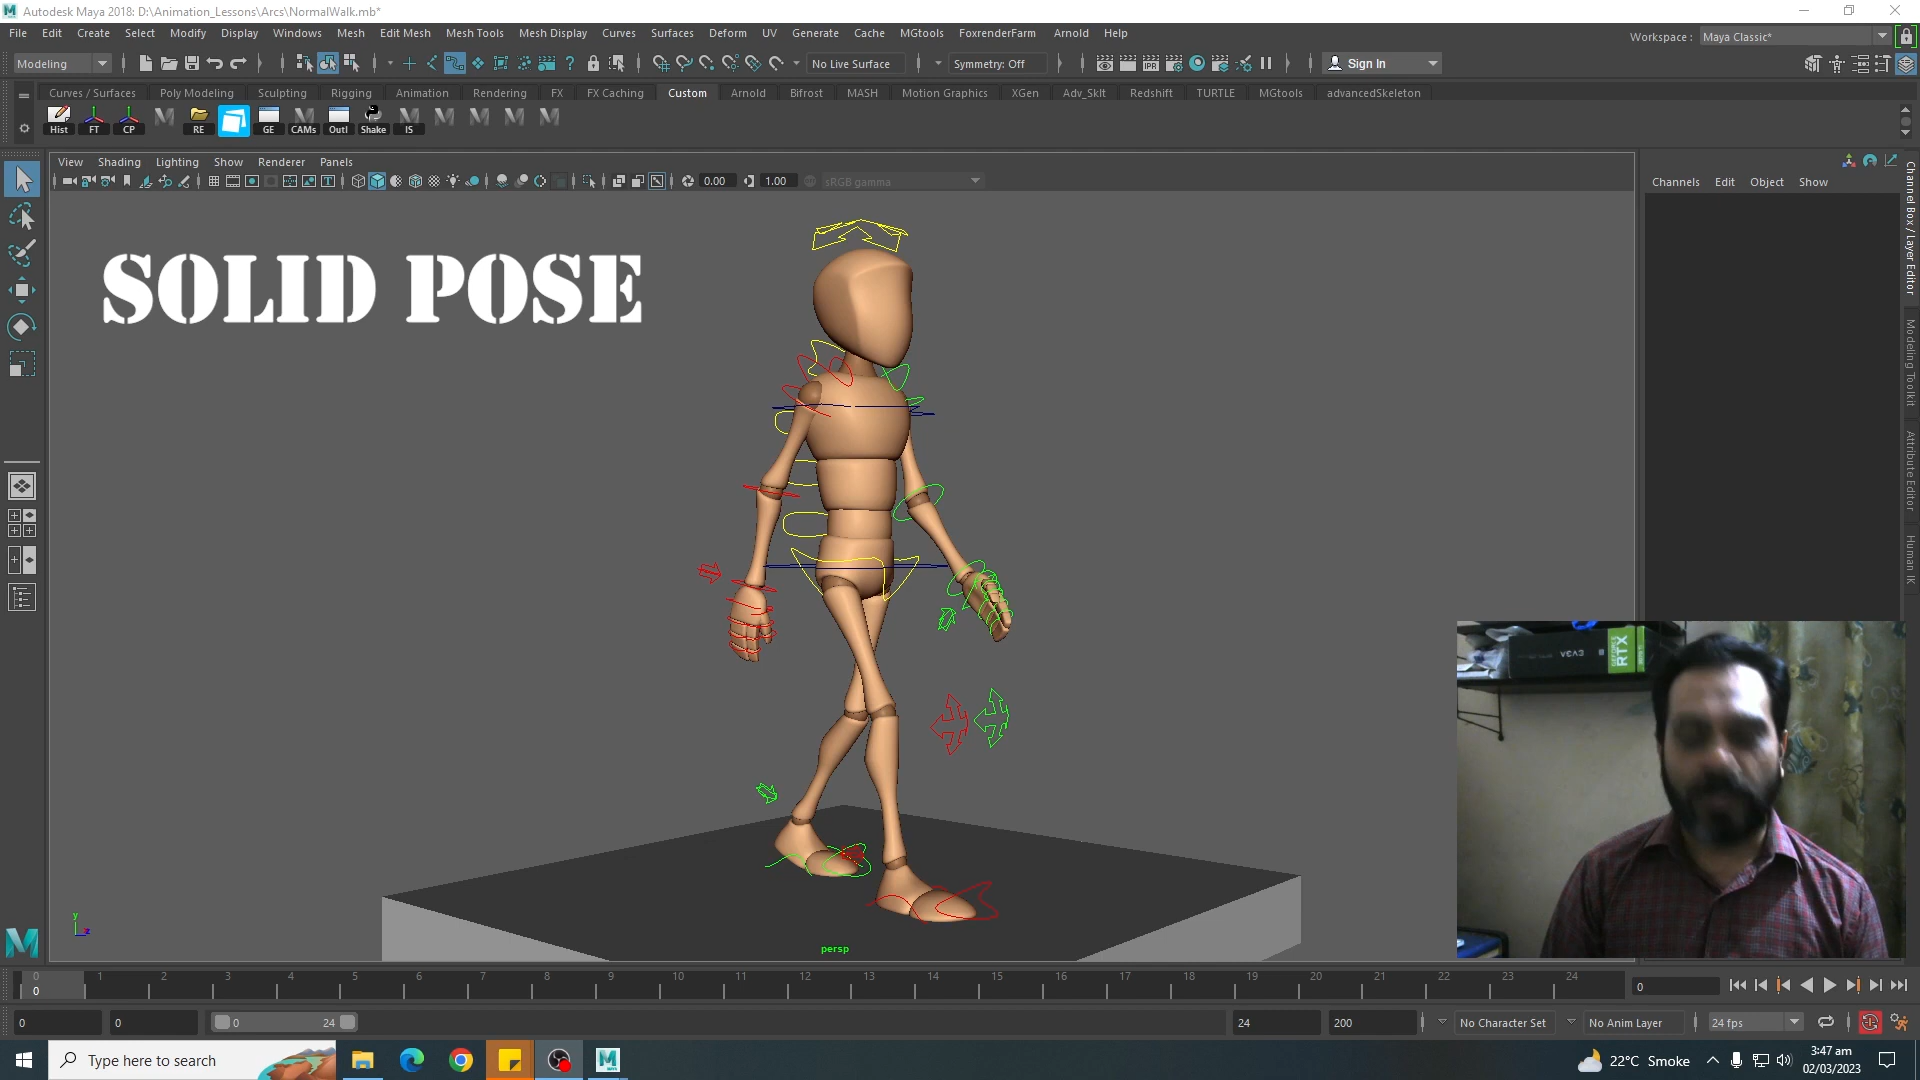 Autodesk Maya 2018: D:\Animation_Lessons\Arcs\NormalWalk.mb*
File Edit Create Select Modify Display Windows Mesh Edit Mesh Mesh Tools Mesh Display Curves Surfaces Deform UV Generate Cache MGtools FoxrenderFarm Arnold Help
Workspace : Maya Classic*
Modeling No Live Surface Symmetry: Off Sign In
Curves / Surfaces Poly Modeling Sculpting Rigging Animation Rendering FX FX Caching Custom Arnold Bifrost MASH Motion Graphics XGen Adv_Sklt Redshift TURTLE MGtools advancedSkeleton
Hist FT CP RE GE CAMs Outl Shake IS
View Shading Lighting Show Renderer Panels
0.00 1.00 sRGB gamma
Channels Edit Object Show
Channel Box / Layer Editor
Modeling Toolkit
Attribute Editor
Human IK
SOLID POSE
EVGA
GEFORCE
RTX
y
z
persp
0 1 2 3 4 5 6 7 8 9 10 11 12 13 14 15 16 17 18 19 20 21 22 23 24
0 0
0 0 0 24 24 200 No Character Set No Anim Layer 24 fps
Type here to search
22°C Smoke
3:47 am
02/03/2023